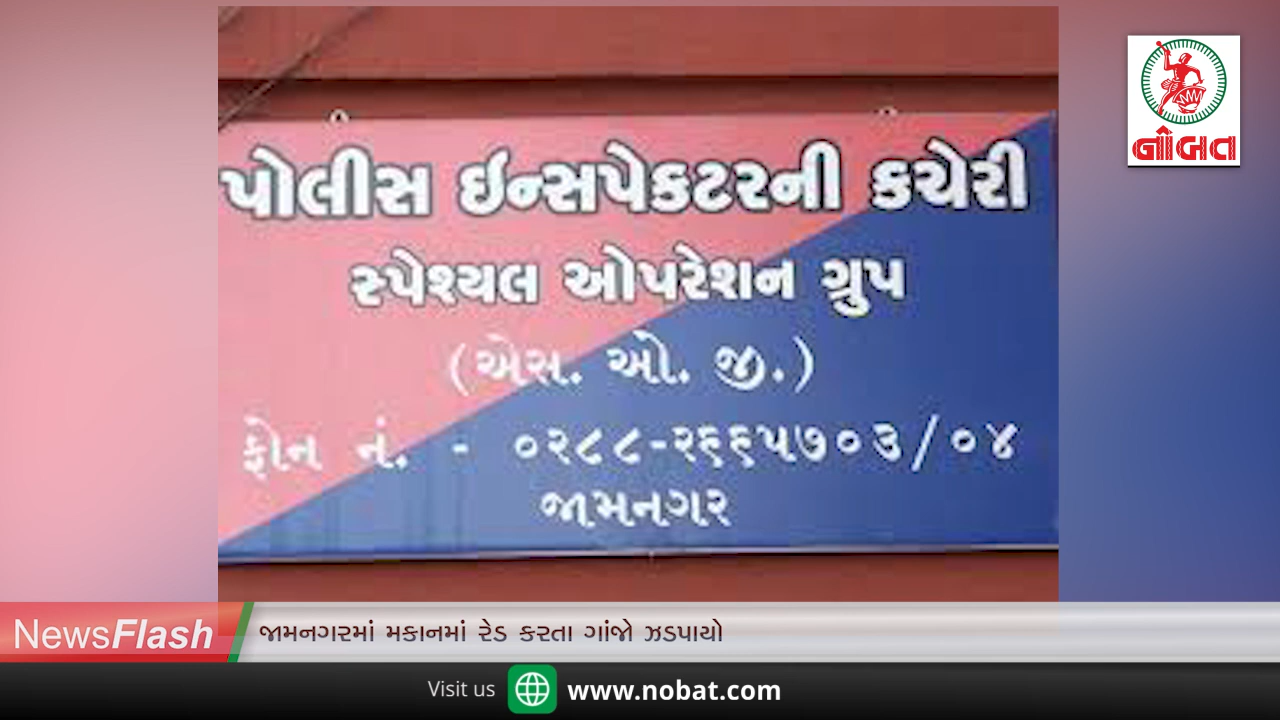 નોબત
પોલીસ ઇન્સપેકટરની કચેરી
સ્પેશ્યલ ઓપરેશન ગ્રુપ
(એસ. ઓ. જી.)
ફોન નં. - ૦૨૮૮-૨૬૬૫૭૦૩/૦૪
જામનગર
NewsFlash જામનગરમાં મકાનમાં રેડ કરતા ગાંજો ઝડપાયો
Visit us www.nobat.com